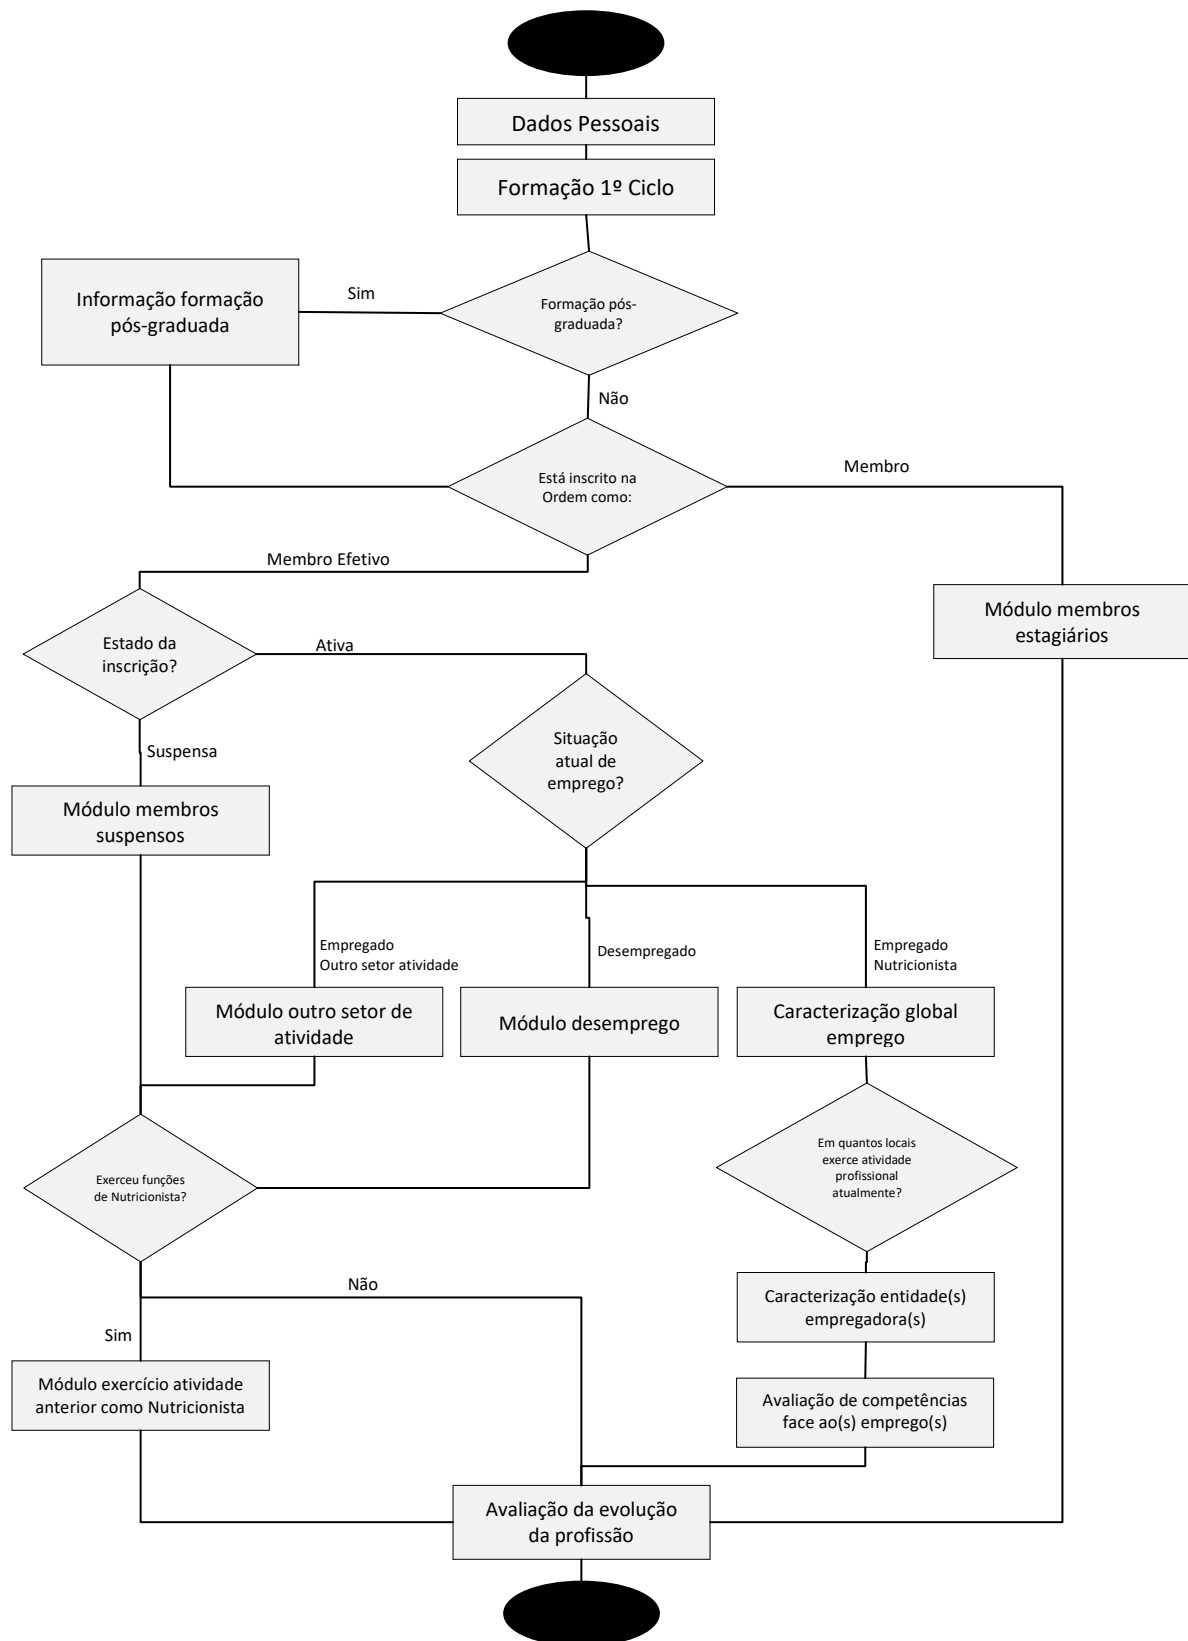 Dados Pessoais
Formação 1º Ciclo
Sim
Informação formação
pós-graduada
Formação pós-
graduada?
Não
Está inscrito na
Ordem como:
Membro
Membro Efetivo
Módulo membros
estagiários
Estado da
inscrição?
Ativa
Situação
atual de
emprego?
Suspensa
Módulo membros
suspensos
Empregado
Outro setor atividade
Desempregado
Empregado
Nutricionista
Módulo outro setor de
atividade
Módulo desemprego
Caracterização global
emprego
Em quantos locais
exerce atividade
profissional
atualmente?
Exerceu funções
de Nutricionista?
Não
Sim
Caracterização entidade(s)
empregadora(s)
Módulo exercício atividade
anterior como Nutricionista
Avaliação de competências
face ao(s) emprego(s)
Avaliação da evolução
da profissão